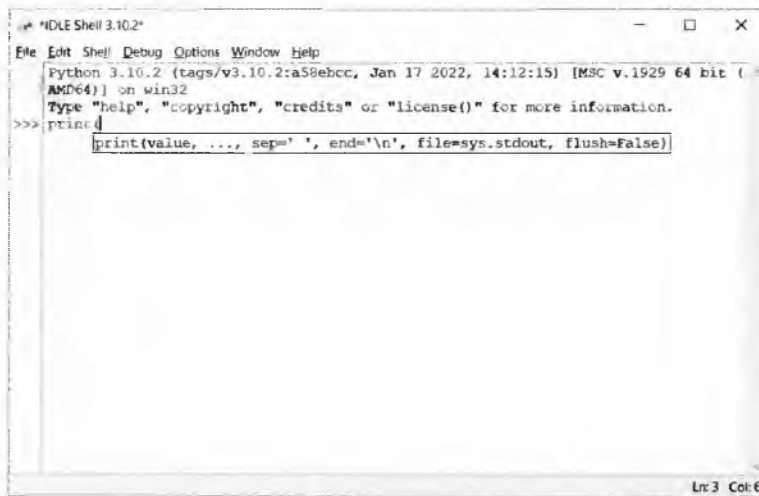 *IDLE Shell 3.10.2*
File Edit Shell Debug Options Window Help
Python 3.10.2 (tags/v3.10.2:a58ebcc, Jan 17 2022, 14:12:15) [MSC v.1929 64 bit (
AMD64)] on win32
Type "help", "copyright", "credits" or "license()" for more information.
>>> print(
print(value, ..., sep=' ', end='\n', file=sys.stdout, flush=False)
Ln: 3 Col: 6